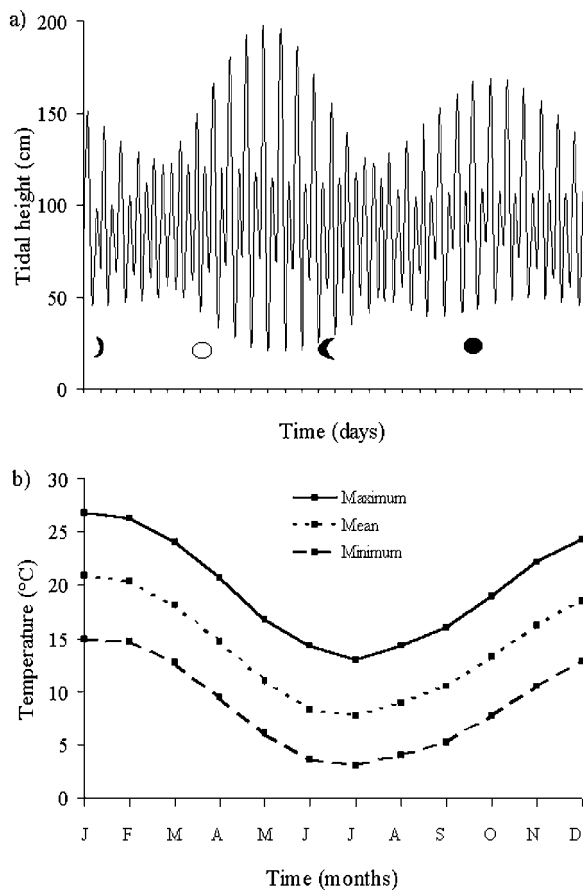 a)
200
150
100
50
0
Tidal height (cm)
Time (days)
b)
30
25
20
15
10
5
0
Temperature (°C)
Maximum
Mean
Minimum
J F M A M J J A S O N D
Time (months)